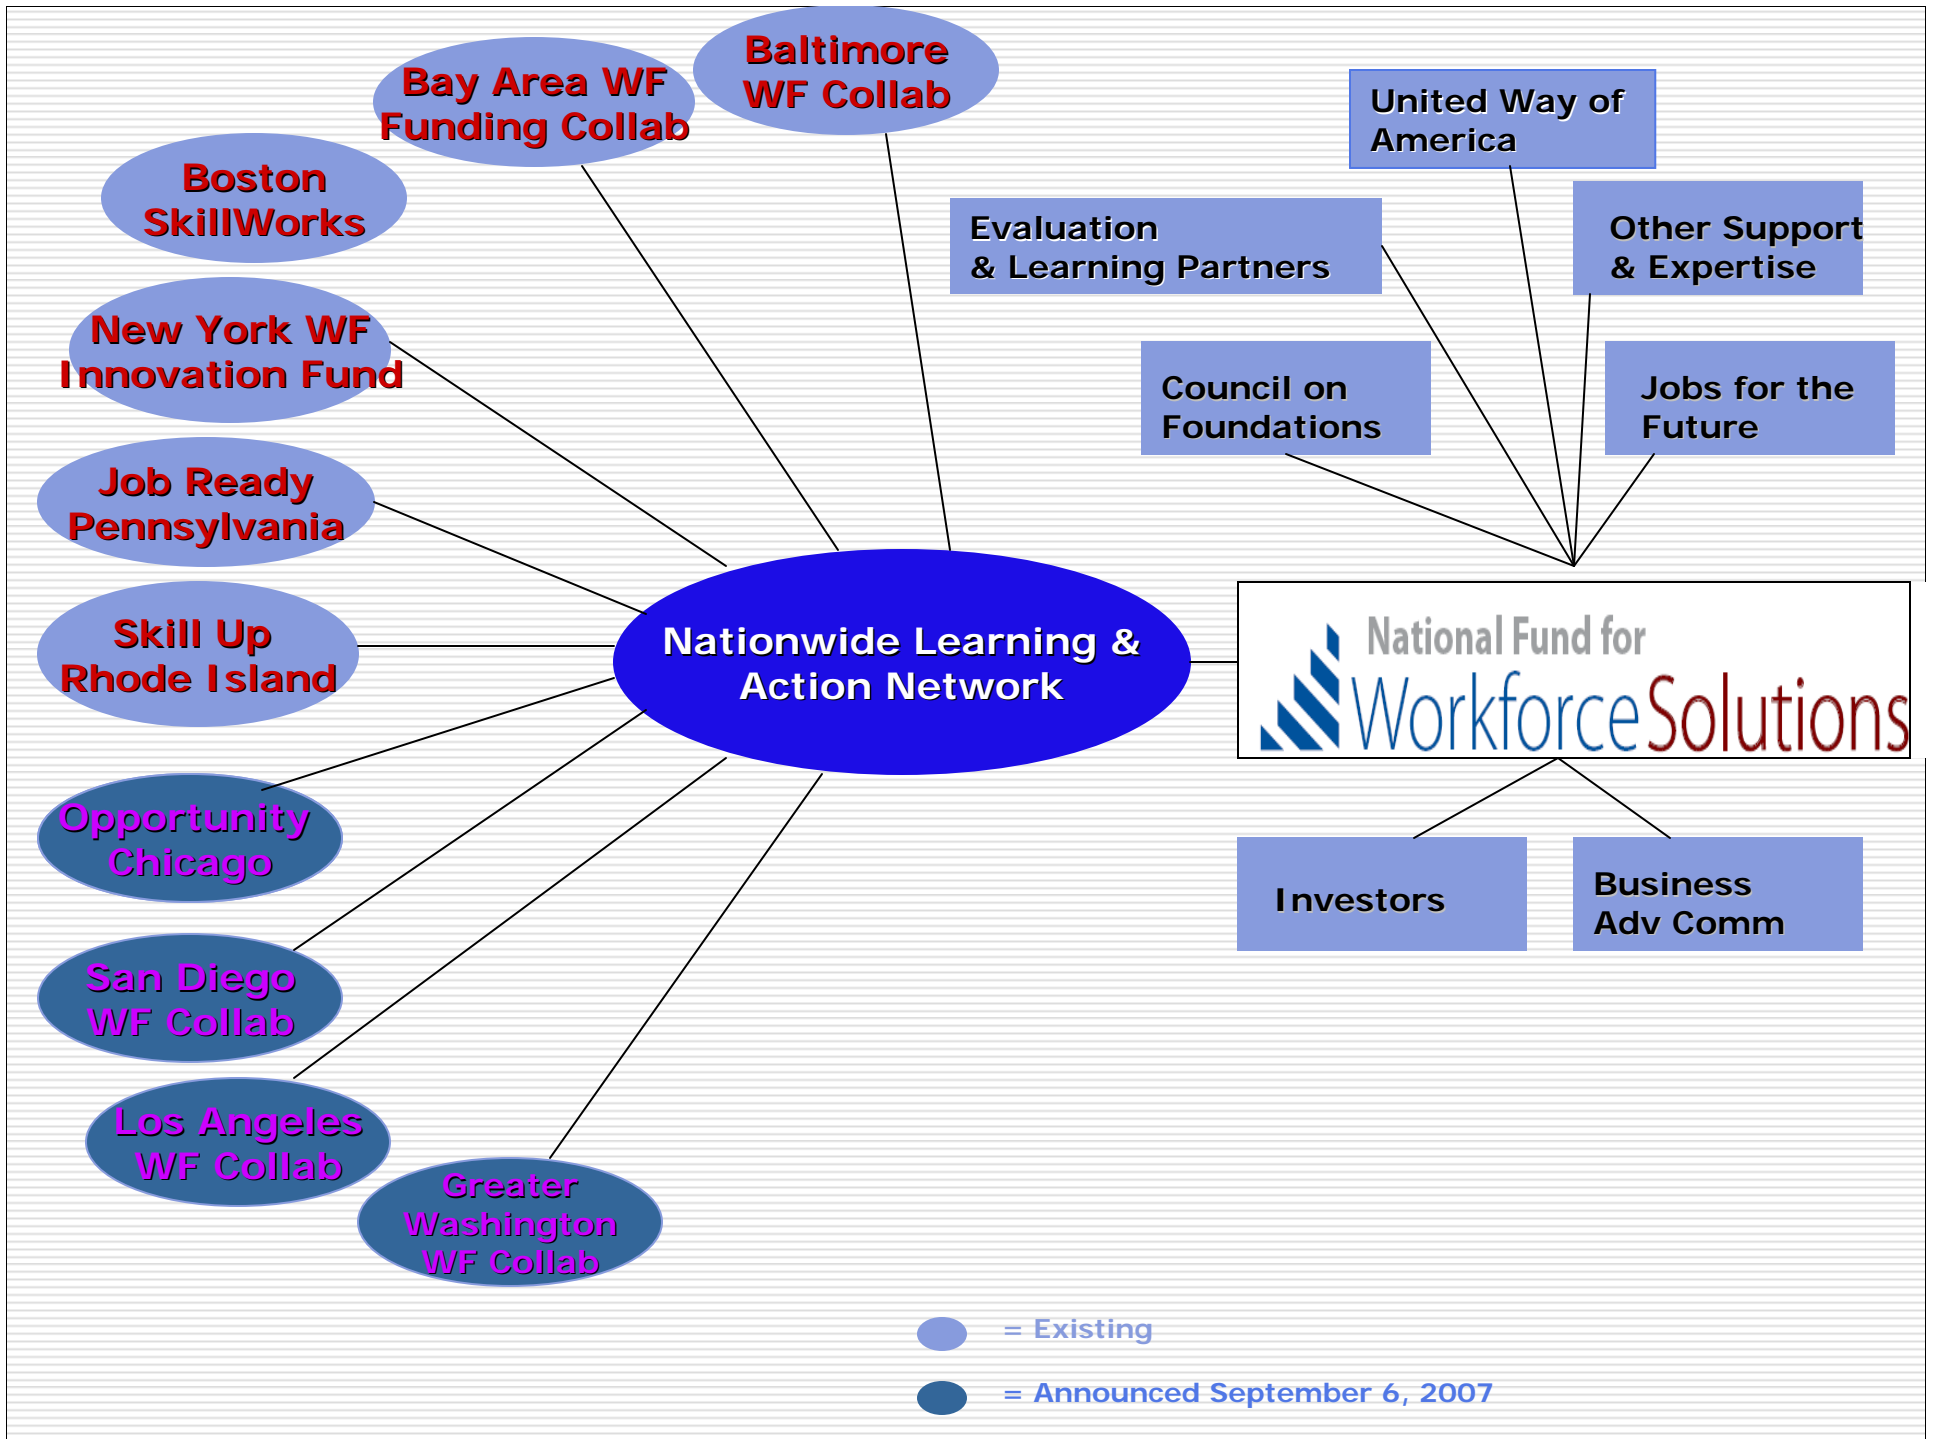 Baltimore
WF Collab
Bay Area WF
Funding Collab
United Way of
America
Boston
SkillWorks
Evaluation
& Learning Partners
Other Support
& Expertise
New York WF
Innovation Fund
Council on
Foundations
Jobs for the
Future
Job Ready
Pennsylvania
Skill Up
Rhode Island
Nationwide Learning &
Action Network
National Fund for
WorkforceSolutions
Opportunity
Chicago
Investors
Business
Adv Comm
San Diego
WF Collab
Los Angeles
WF Collab
Greater
Washington
WF Collab
= Existing
= Announced September 6, 2007